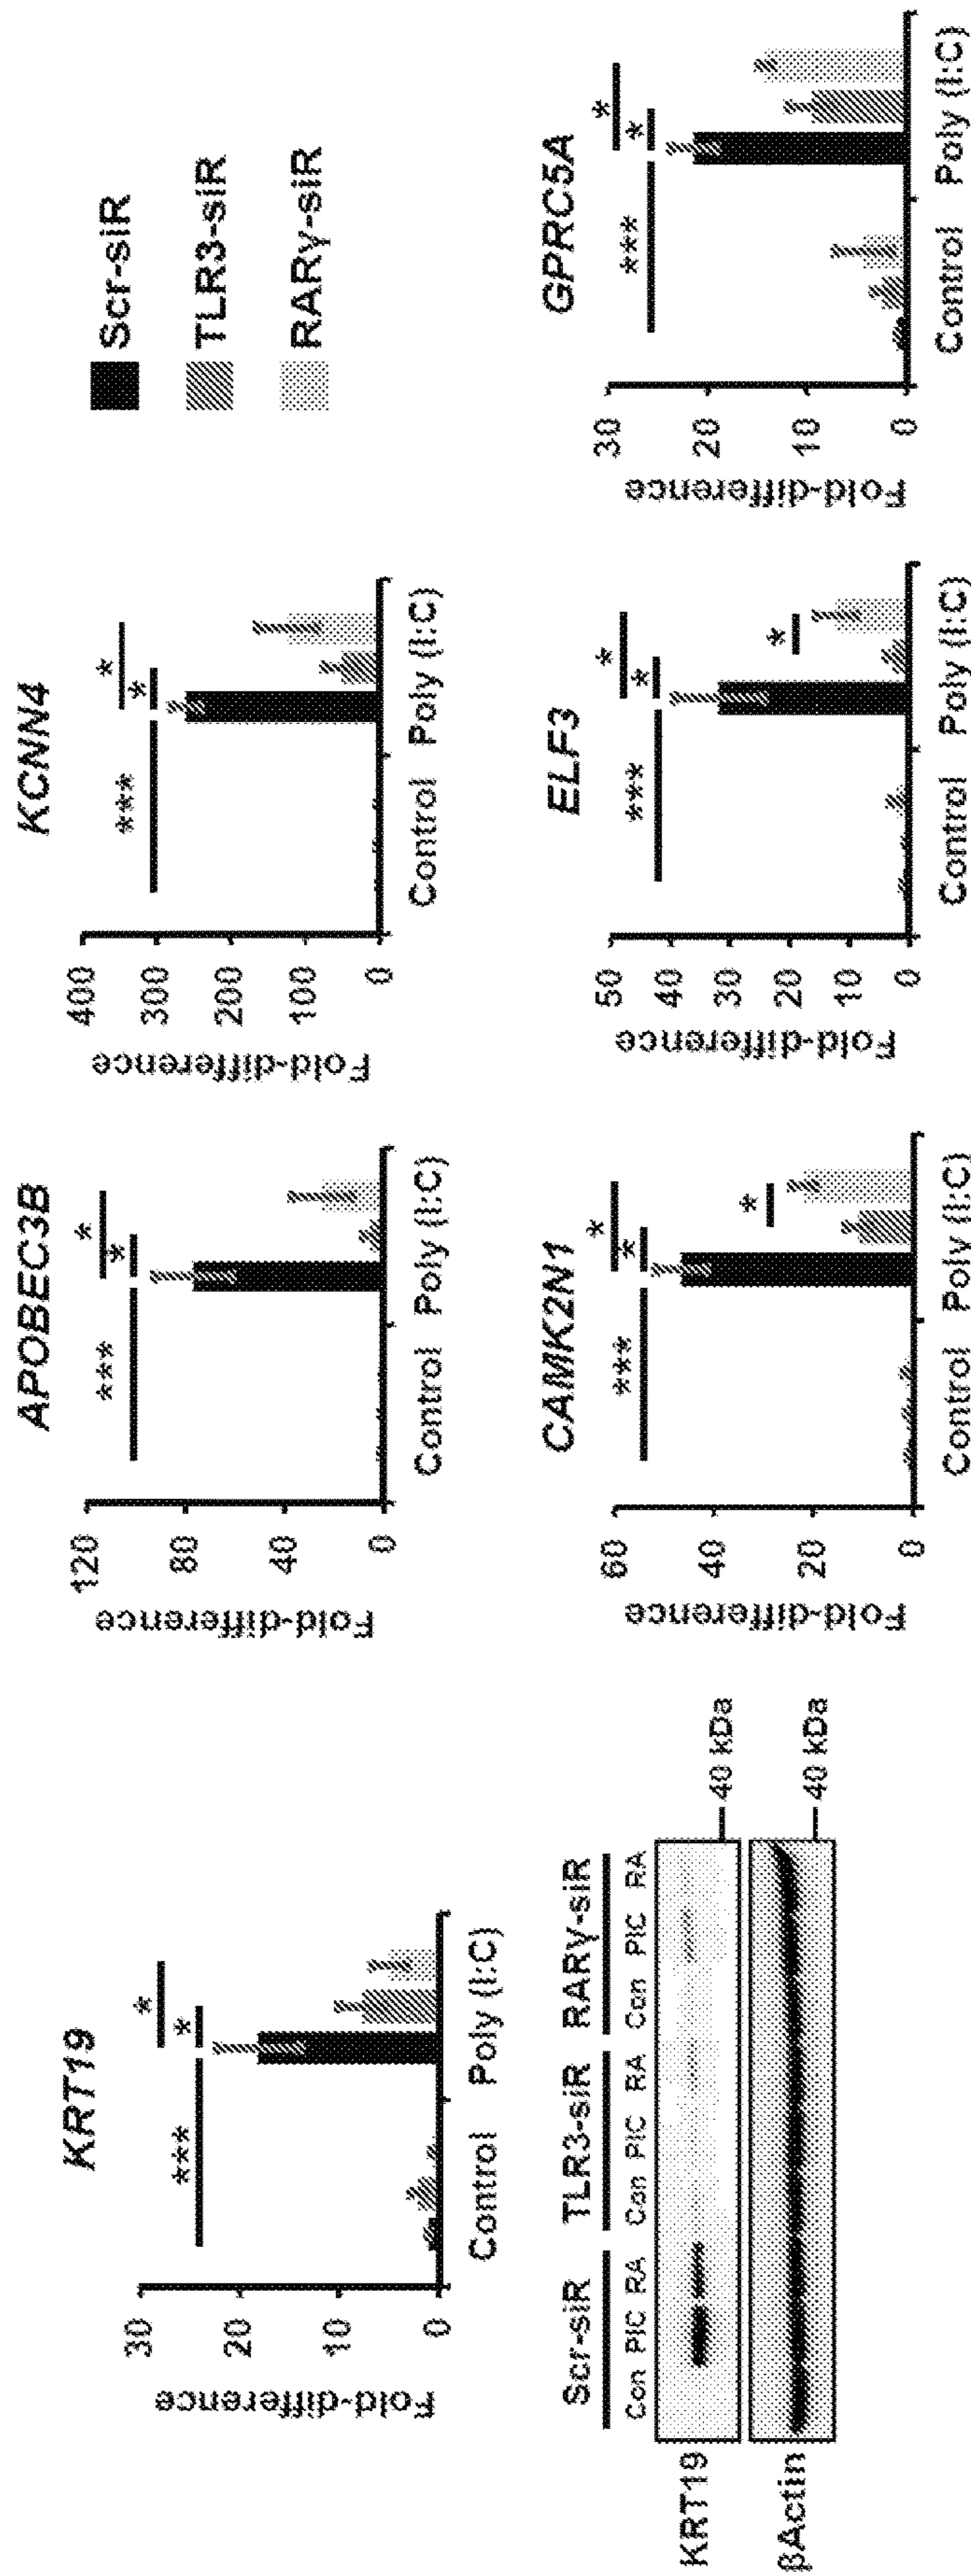 KRT19
***
*
*
Fold-difference
30
20
10
0
Control Poly (I:C)
APOBEC3B
***
*
*
Fold-difference
120
80
40
0
Control Poly (I:C)
KCNN4
***
*
*
Fold-difference
400
300
200
100
0
Control Poly (I:C)
Scr-siR
TLR3-siR
RARγ-siR
Scr-siR TLR3-siR RARγ-siR
Con PIC RA Con PIC RA Con PIC RA
KRT19
40 kDa
βActin
40 kDa
CAMK2N1
***
*
*
*
Fold-difference
60
40
20
0
Control Poly (I:C)
ELF3
***
*
*
*
Fold-difference
50
40
30
20
10
0
Control Poly (I:C)
GPRC5A
***
*
*
Fold-difference
30
20
10
0
Control Poly (I:C)